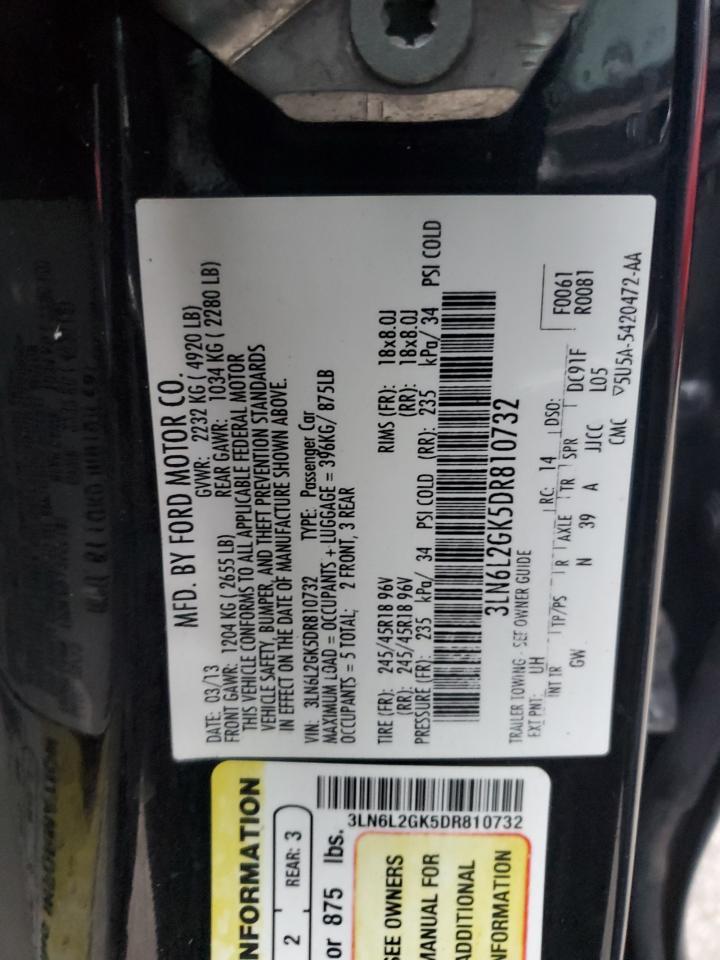 MFD. BY FORD MOTOR CO.
DATE: 03/13 GVWR: 2232 KG ( 4920 LB)
FRONT GAWR: 1204 KG ( 2655 LB) REAR GAWR: 1034 KG ( 2280 LB)
THIS VEHICLE CONFORMS TO ALL APPLICABLE FEDERAL MOTOR
VEHICLE SAFETY, BUMPER, AND THEFT PREVENTION STANDARDS
IN EFFECT ON THE DATE OF MANUFACTURE SHOWN ABOVE.
VIN: 3LN6L2GK5DR810732 TYPE: Passenger Car
MAXIMUM LOAD = OCCUPANTS + LUGGAGE = 396KG/ 875LB
OCCUPANTS = 5 TOTAL; 2 FRONT, 3 REAR
TIRE (FR): 245/45R18 96V RIMS (FR): 18x8.0J
(RR): 245/45R18 96V (RR): 18x8.0J
PRESSURE (FR): 235 kPa/ 34 PSI COLD (RR): 235 kPa/ 34 PSI COLD
3LN6L2GK5DR810732
TRAILER TOWING - SEE OWNER GUIDE
EXT PNT: UH RC: 14 DSO: F0061
R0081
INT TR TP/PS R AXLE TR SPR DC91F
GW N 39 A JJCC L05
CMC ▽5U5A-5420472-AA
INFORMATION
2 REAR: 3
or 875 lbs.
3LN6L2GK5DR810732
SEE OWNERS
MANUAL FOR
ADDITIONAL
INFORMATION